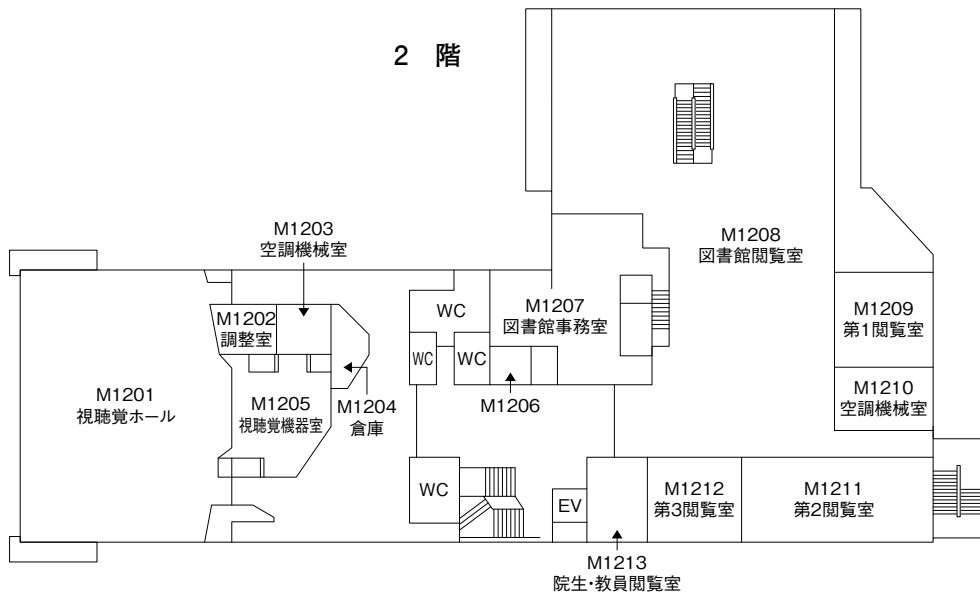 2 階
M1203
空調機械室
M1208
図書館閲覧室
M1202
調整室
WC
M1207
図書館事務室
M1209
第1閲覧室
WC
WC
M1201
視聴覚ホール
M1205
視聴覚機器室
M1204
倉庫
M1206
M1210
空調機械室
WC
EV
M1212
第3閲覧室
M1211
第2閲覧室
M1213
院生・教員閲覧室